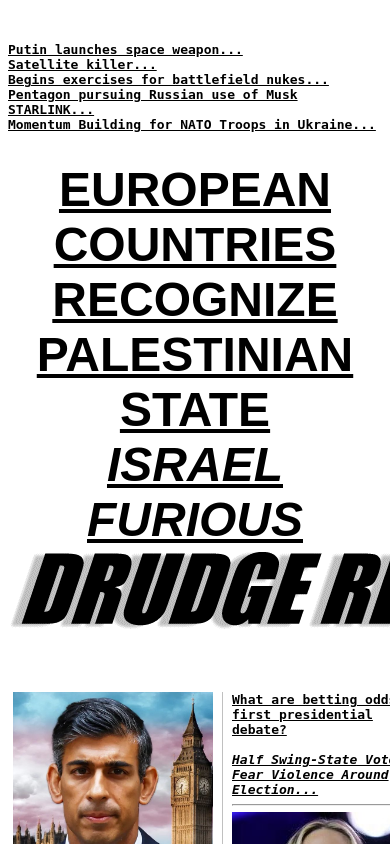 Putin launches space weapon...
Satellite killer...
Begins exercises for battlefield nukes...
Pentagon pursuing Russian use of Musk
STARLINK...
Momentum Building for NATO Troops in Ukraine...
EUROPEAN
COUNTRIES
RECOGNIZE
PALESTINIAN
STATE
ISRAEL
FURIOUS
DRUDGE RE
What are betting odds
first presidential
debate?
Half Swing-State Vot
Fear Violence Around
Election...